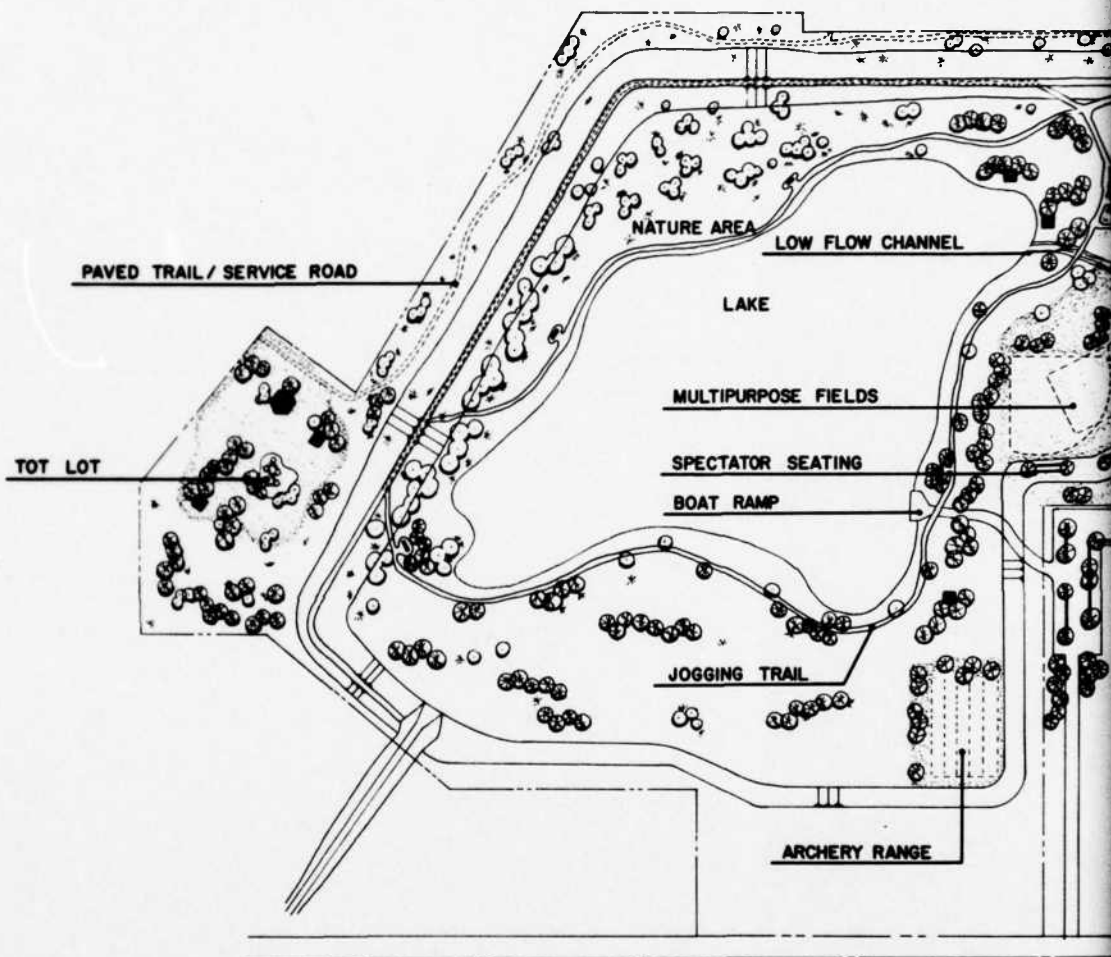 NATURE AREA
LOW FLOW CHANNEL
PAVED TRAIL / SERVICE ROAD
LAKE
MULTIPURPOSE FIELDS
TOT LOT
SPECTATOR SEATING
BOAT RAMP
JOGGING TRAIL
ARCHERY RANGE